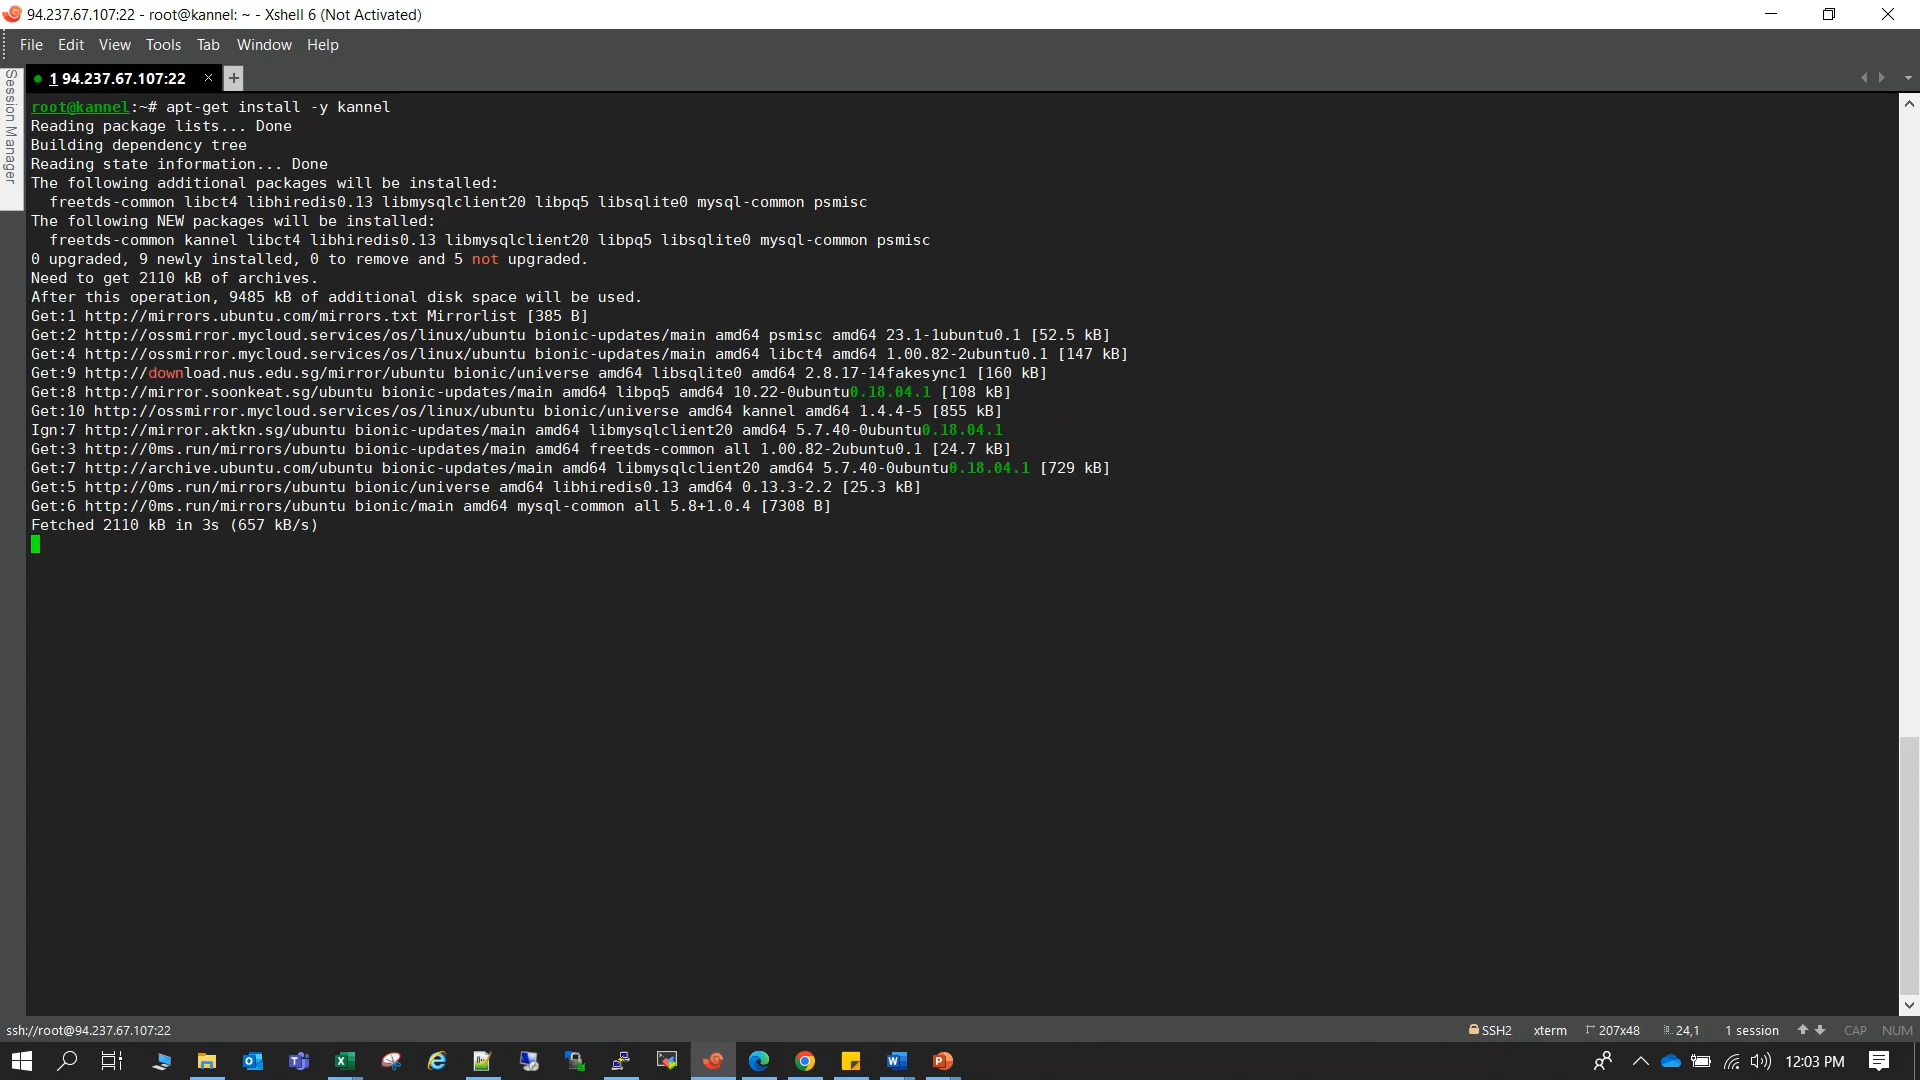 94.237.67.107:22 - root@kannel: ~ - Xshell 6 (Not Activated)
File Edit View Tools Tab Window Help
Session Manager
1 94.237.67.107:22 × +
root@kannel:~# apt-get install -y kannel
Reading package lists... Done
Building dependency tree
Reading state information... Done
The following additional packages will be installed:
  freetds-common libct4 libhiredis0.13 libmysqlclient20 libpq5 libsqlite0 mysql-common psmisc
The following NEW packages will be installed:
  freetds-common kannel libct4 libhiredis0.13 libmysqlclient20 libpq5 libsqlite0 mysql-common psmisc
0 upgraded, 9 newly installed, 0 to remove and 5 not upgraded.
Need to get 2110 kB of archives.
After this operation, 9485 kB of additional disk space will be used.
Get:1 http://mirrors.ubuntu.com/mirrors.txt Mirrorlist [385 B]
Get:2 http://ossmirror.mycloud.services/os/linux/ubuntu bionic-updates/main amd64 psmisc amd64 23.1-1ubuntu0.1 [52.5 kB]
Get:4 http://ossmirror.mycloud.services/os/linux/ubuntu bionic-updates/main amd64 libct4 amd64 1.00.82-2ubuntu0.1 [147 kB]
Get:9 http://download.nus.edu.sg/mirror/ubuntu bionic/universe amd64 libsqlite0 amd64 2.8.17-14fakesync1 [160 kB]
Get:8 http://mirror.soonkeat.sg/ubuntu bionic-updates/main amd64 libpq5 amd64 10.22-0ubuntu0.18.04.1 [108 kB]
Get:10 http://ossmirror.mycloud.services/os/linux/ubuntu bionic/universe amd64 kannel amd64 1.4.4-5 [855 kB]
Ign:7 http://mirror.aktkn.sg/ubuntu bionic-updates/main amd64 libmysqlclient20 amd64 5.7.40-0ubuntu0.18.04.1
Get:3 http://0ms.run/mirrors/ubuntu bionic-updates/main amd64 freetds-common all 1.00.82-2ubuntu0.1 [24.7 kB]
Get:7 http://archive.ubuntu.com/ubuntu bionic-updates/main amd64 libmysqlclient20 amd64 5.7.40-0ubuntu0.18.04.1 [729 kB]
Get:5 http://0ms.run/mirrors/ubuntu bionic/universe amd64 libhiredis0.13 amd64 0.13.3-2.2 [25.3 kB]
Get:6 http://0ms.run/mirrors/ubuntu bionic/main amd64 mysql-common all 5.8+1.0.4 [7308 B]
Fetched 2110 kB in 3s (657 kB/s)
ssh://root@94.237.67.107:22 SSH2 xterm 207x48 24,1 1 session CAP NUM
12:03 PM